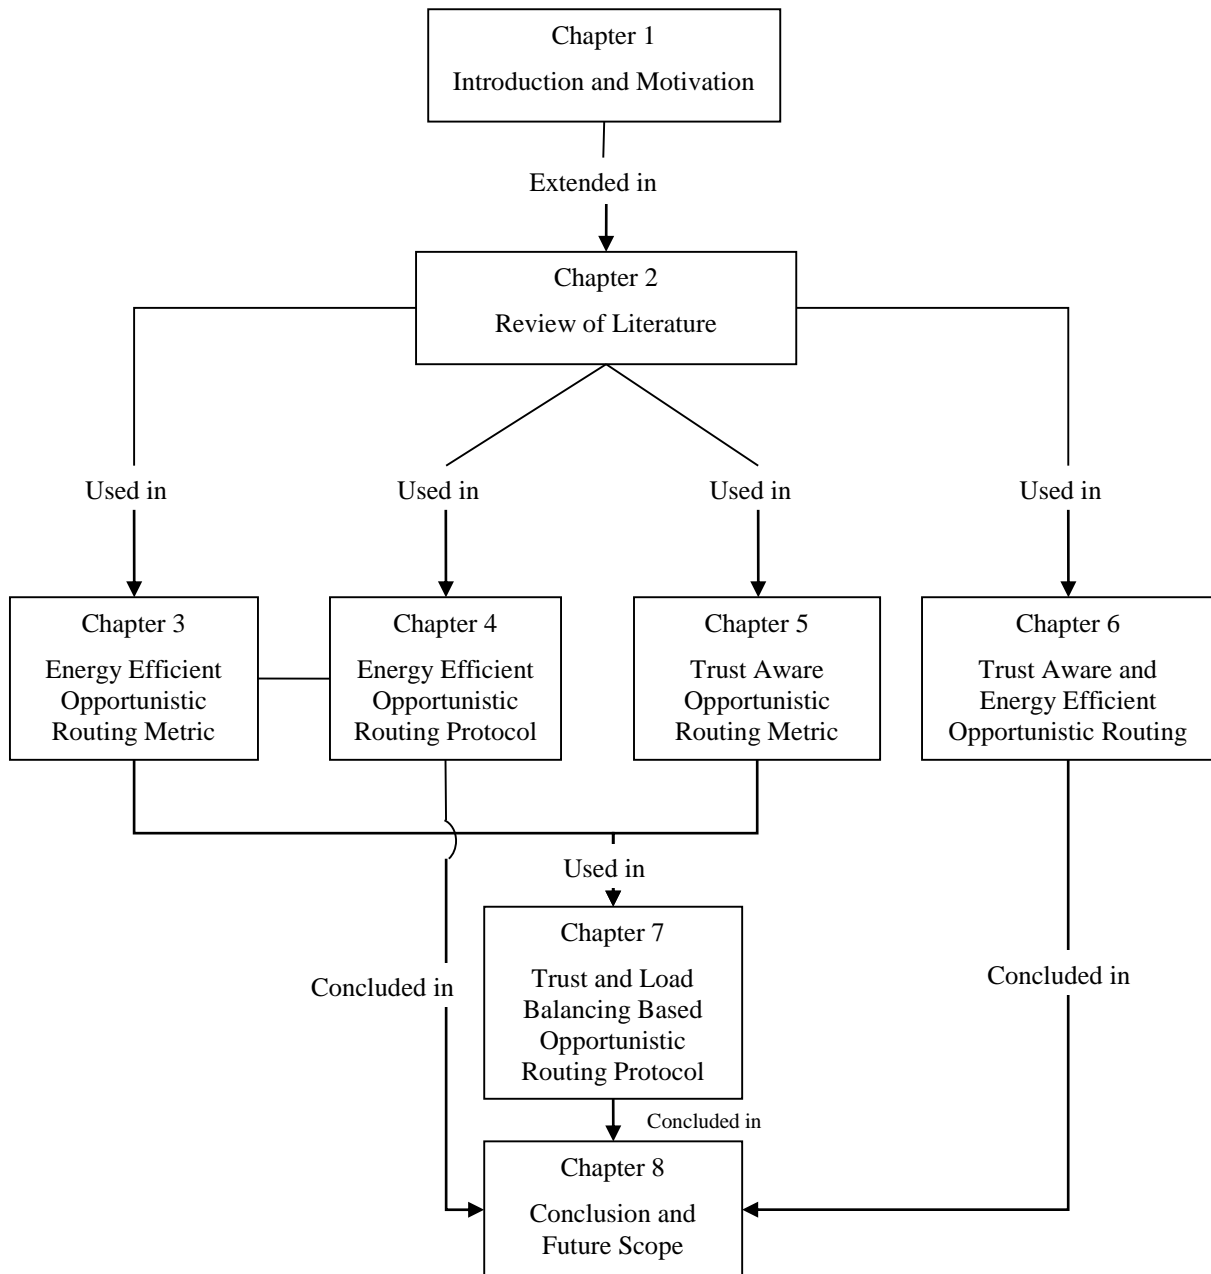 Chapter 1
Introduction and Motivation
Extended in
Chapter 2
Review of Literature
Used in
Used in
Used in
Used in
Chapter 3
Energy Efficient
Opportunistic
Routing Metric
Chapter 4
Energy Efficient
Opportunistic
Routing Protocol
Chapter 5
Trust Aware
Opportunistic
Routing Metric
Chapter 6
Trust Aware and
Energy Efficient
Opportunistic Routing
Used in
Chapter 7
Trust and Load
Balancing Based
Opportunistic
Routing Protocol
Concluded in
Concluded in
Concluded in
Chapter 8
Conclusion and
Future Scope